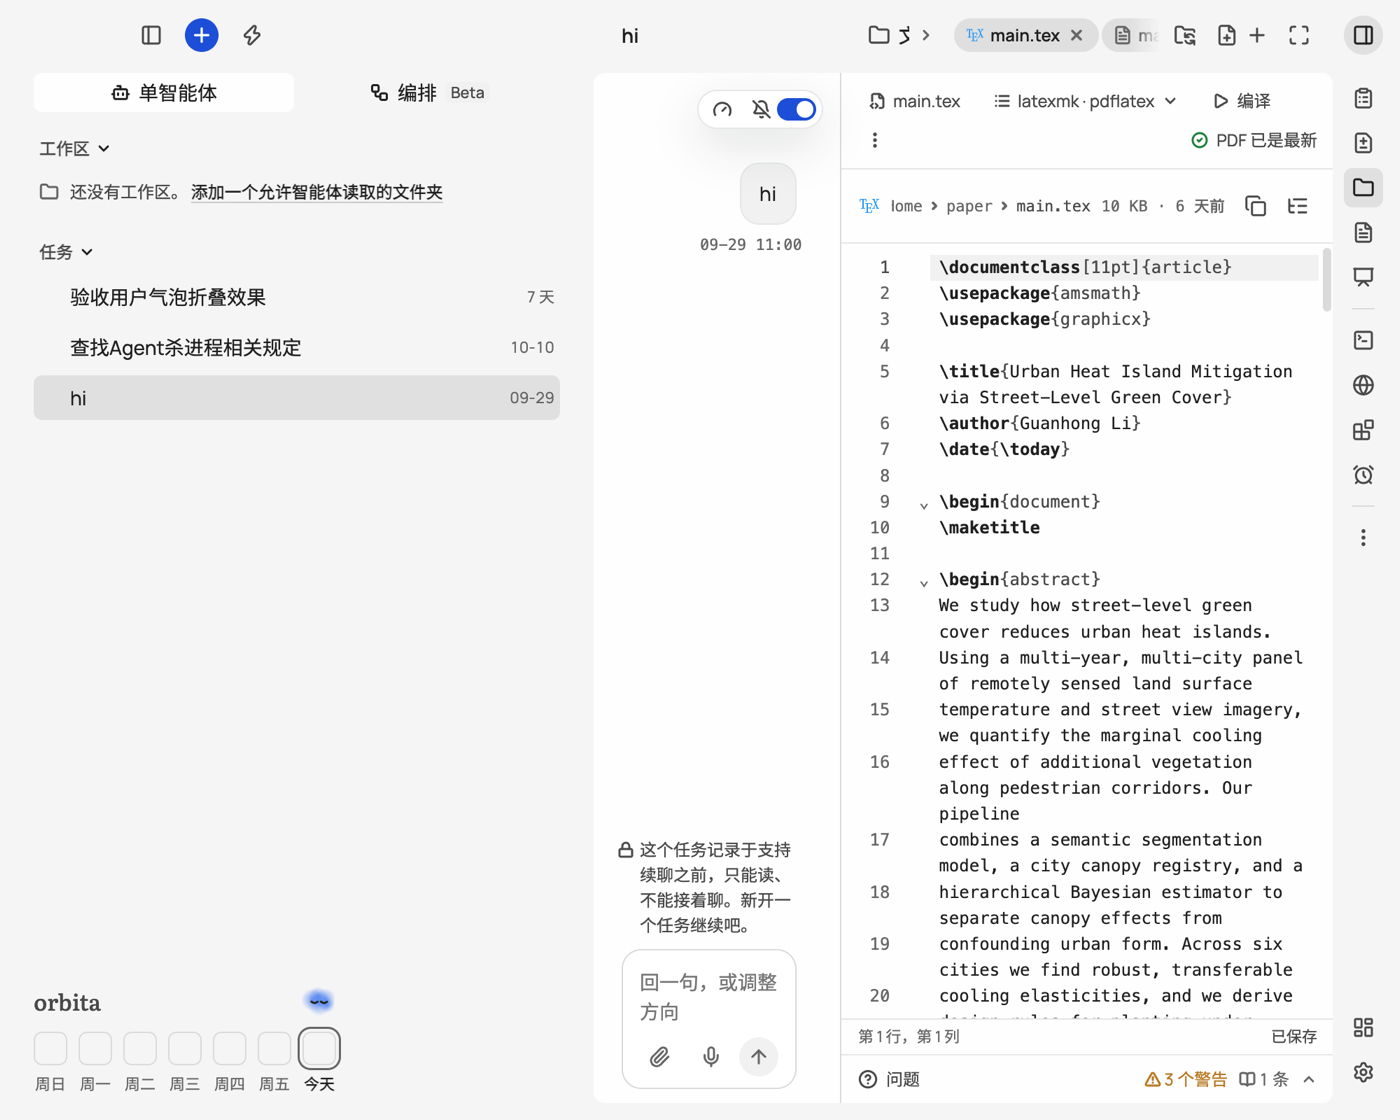 hi
main.tex
单智能体
编排 Beta
工作区
还没有工作区。 添加一个允许智能体读取的文件夹
任务
验收用户气泡折叠效果 7 天
查找Agent杀进程相关规定 10-10
hi 09-29
orbita
周日 周一 周二 周三 周四 周五 今天
hi
09-29 11:00
这个任务记录于支持
续聊之前，只能读、
不能接着聊。新开一
个任务继续吧。
回一句，或调整
方向
main.tex latexmk · pdflatex 编译
PDF 已是最新
TEX Home > paper > main.tex 10 KB · 6 天前
1 \documentclass[11pt]{article}
2 \usepackage{amsmath}
3 \usepackage{graphicx}
4
5 \title{Urban Heat Island Mitigation
via Street-Level Green Cover}
6 \author{Guanhong Li}
7 \date{\today}
8
9 \begin{document}
10 \maketitle
11
12 \begin{abstract}
13 We study how street-level green
cover reduces urban heat islands.
14 Using a multi-year, multi-city panel
of remotely sensed land surface
15 temperature and street view imagery,
we quantify the marginal cooling
16 effect of additional vegetation
along pedestrian corridors. Our
pipeline
17 combines a semantic segmentation
model, a city canopy registry, and a
18 hierarchical Bayesian estimator to
separate canopy effects from
19 confounding urban form. Across six
cities we find robust, transferable
20 cooling elasticities, and we derive
design rules for planting under
第 1 行，第 1 列 已保存
问题 3 个警告 1 条